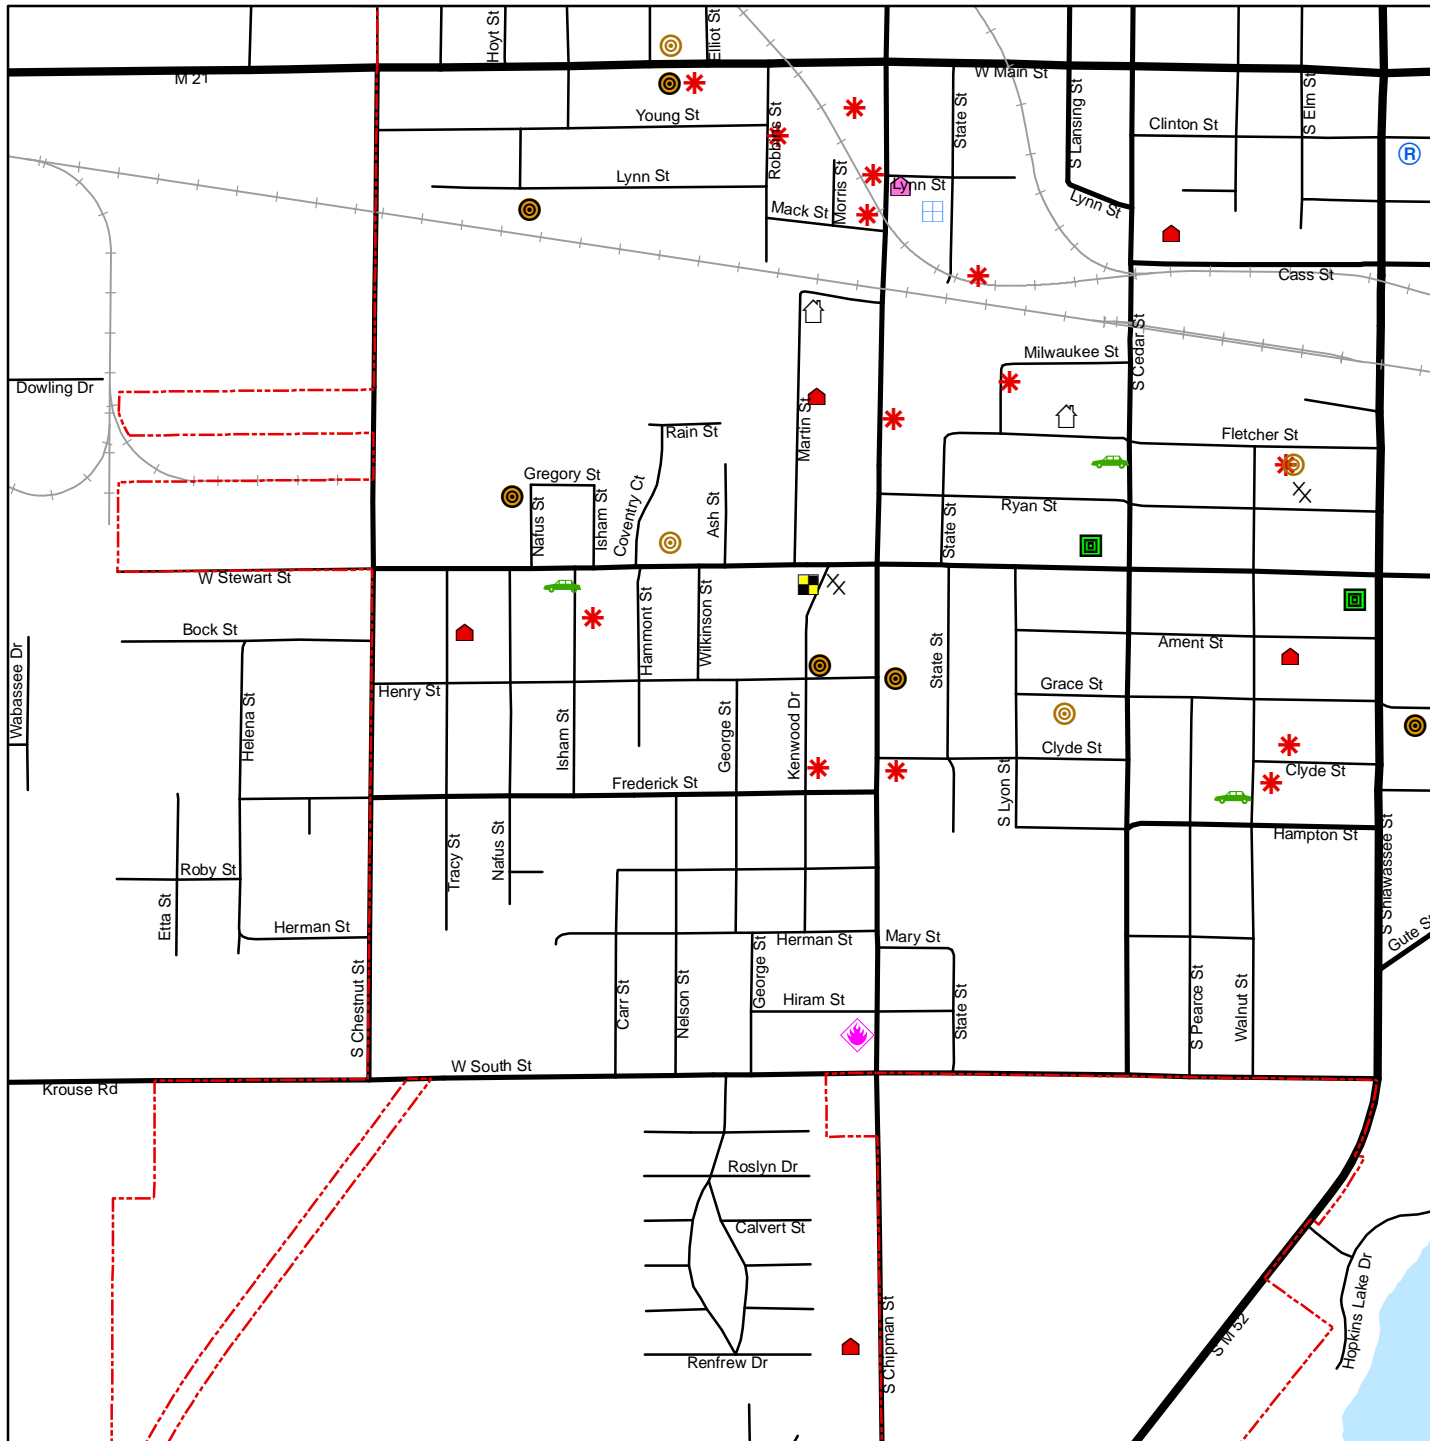 Hoyt St
Elliot St
M 21
W Main St
Young St
Robbins St
State St
S Lansing St
Clinton St
S Elm St
R
Lynn St
Morris St
Lynn St
Lynn St
Mack St
Cass St
S Cedar St
Milwaukee St
Dowling Dr
Martin St
Rain St
Fletcher St
Gregory St
Nafus St
Isham St
Coventry Ct
Ash St
State St
Ryan St
W Stewart St
Bock St
Hammont St
Wilkinson St
State St
Ament St
Wabassee Dr
Henry St
Grace St
Helena St
Isham St
George St
Kenwood Dr
Clyde St
Clyde St
Frederick St
S Lyon St
Hampton St
Tracy St
Nafus St
S Shiawassee St
Roby St
Etta St
Herman St
Herman St
Mary St
Gute St
S Chestnut St
Carr St
Nelson St
George St
Hiram St
State St
S Pearce St
Walnut St
W South St
Krouse Rd
Roslyn Dr
Calvert St
S Chipman St
Renfrew Dr
S M 52
Hopkins Lake Dr